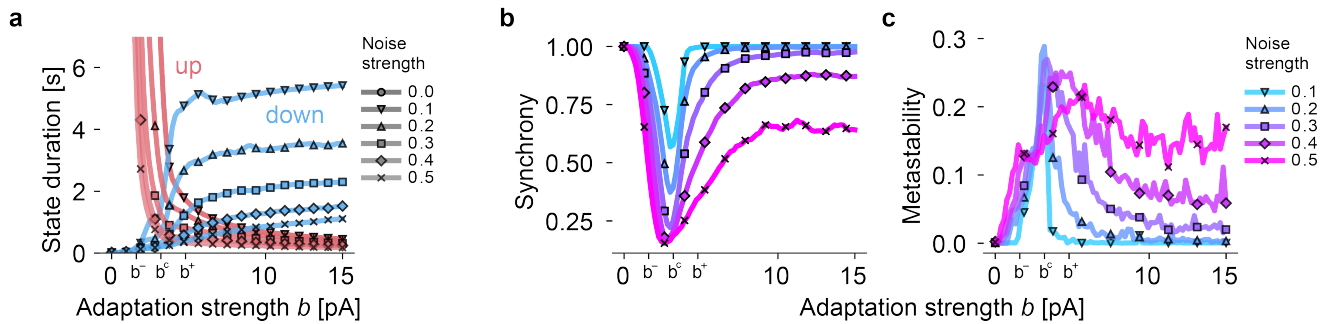 a
State duration [s]
6
4
2
0
up
down
0
b⁻
bᶜ
b⁺
10
15
Adaptation strength b [pA]
Noise
strength
0.0
0.1
0.2
0.3
0.4
0.5
b
Synchrony
1.00
0.75
0.50
0.25
0
b⁻
bᶜ
b⁺
10
15
c
Metastability
0.3
0.2
0.1
0.0
0
b⁻
bᶜ
b⁺
10
15
Adaptation strength b [pA]
Noise
strength
0.1
0.2
0.3
0.4
0.5